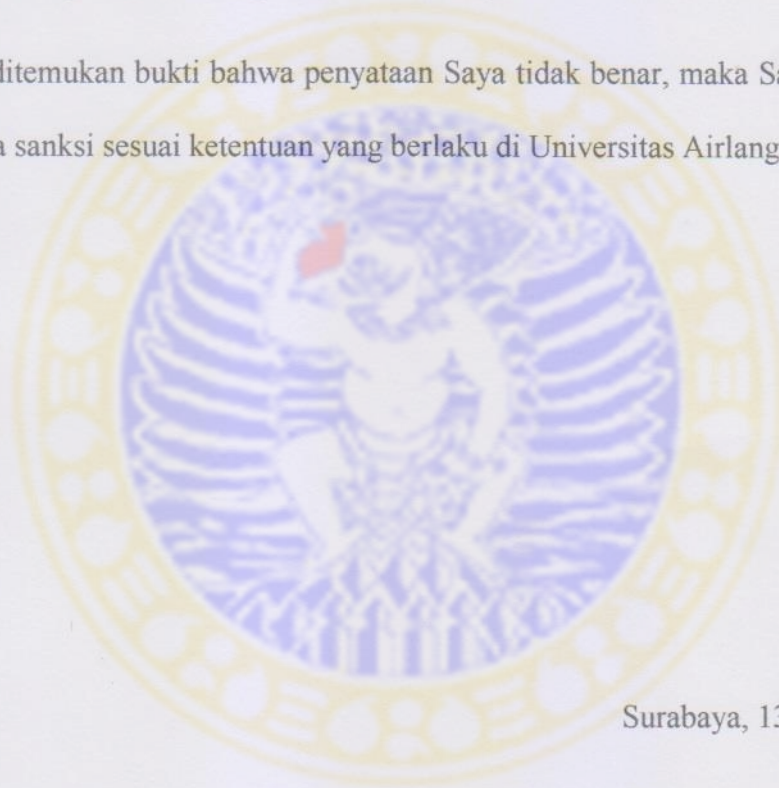 ditemukan bukti bahwa penyataan Saya tidak benar, maka Sa
a sanksi sesuai ketentuan yang berlaku di Universitas Airlang
Surabaya, 13